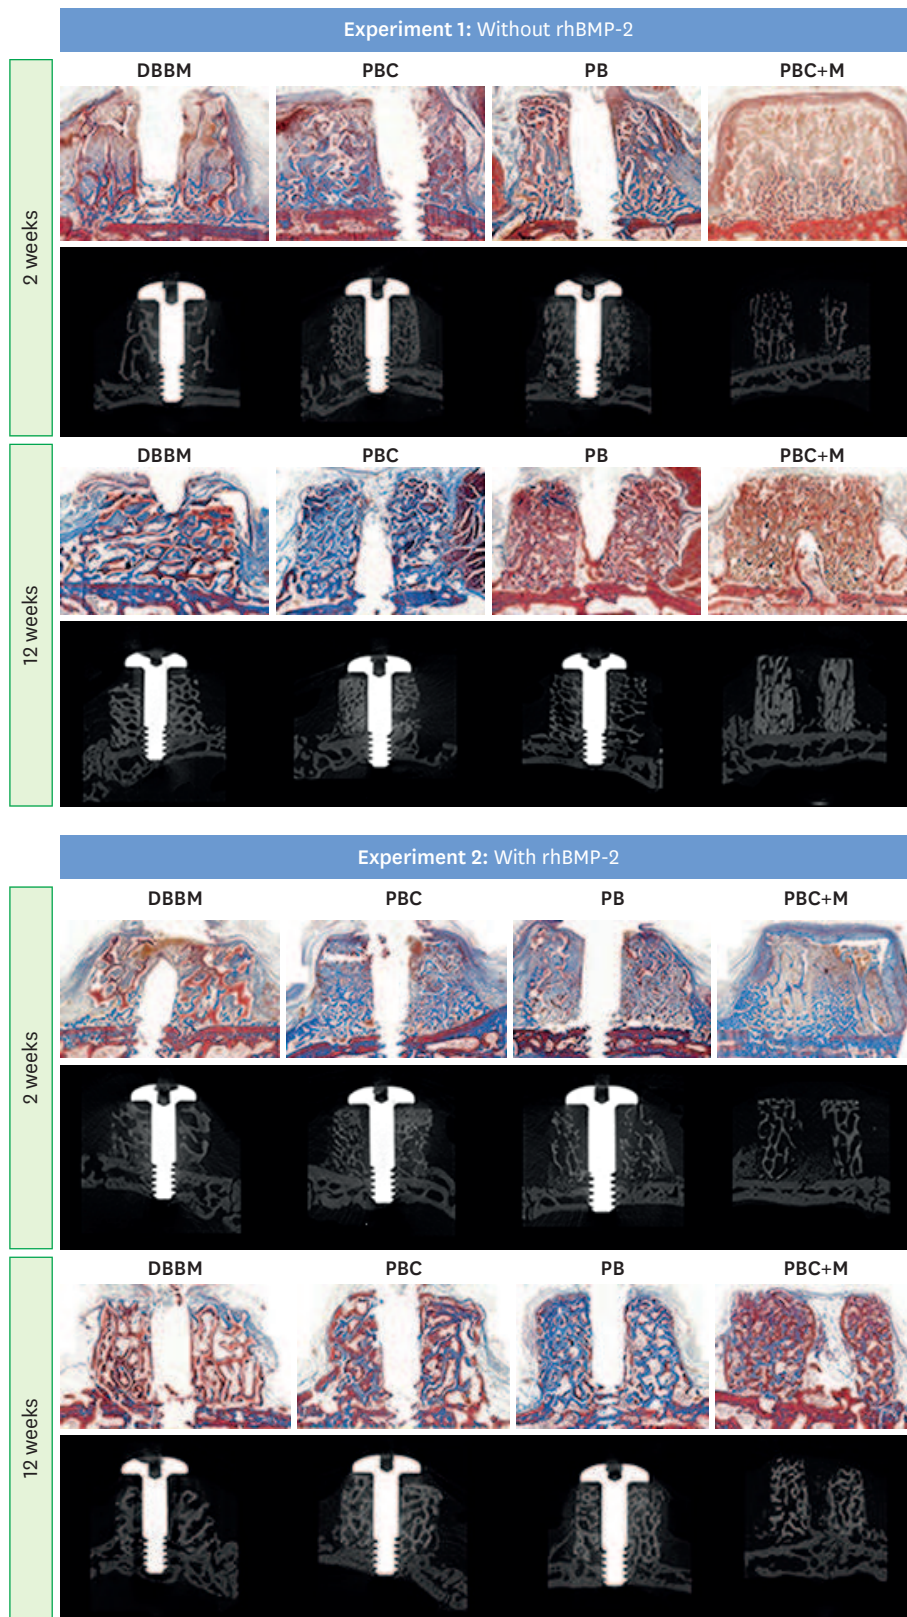 Experiment 1: Without rhBMP-2
DBBM PBC PB PBC+M
2 weeks
DBBM PBC PB PBC+M
12 weeks
Experiment 2: With rhBMP-2
DBBM PBC PB PBC+M
2 weeks
DBBM PBC PB PBC+M
12 weeks